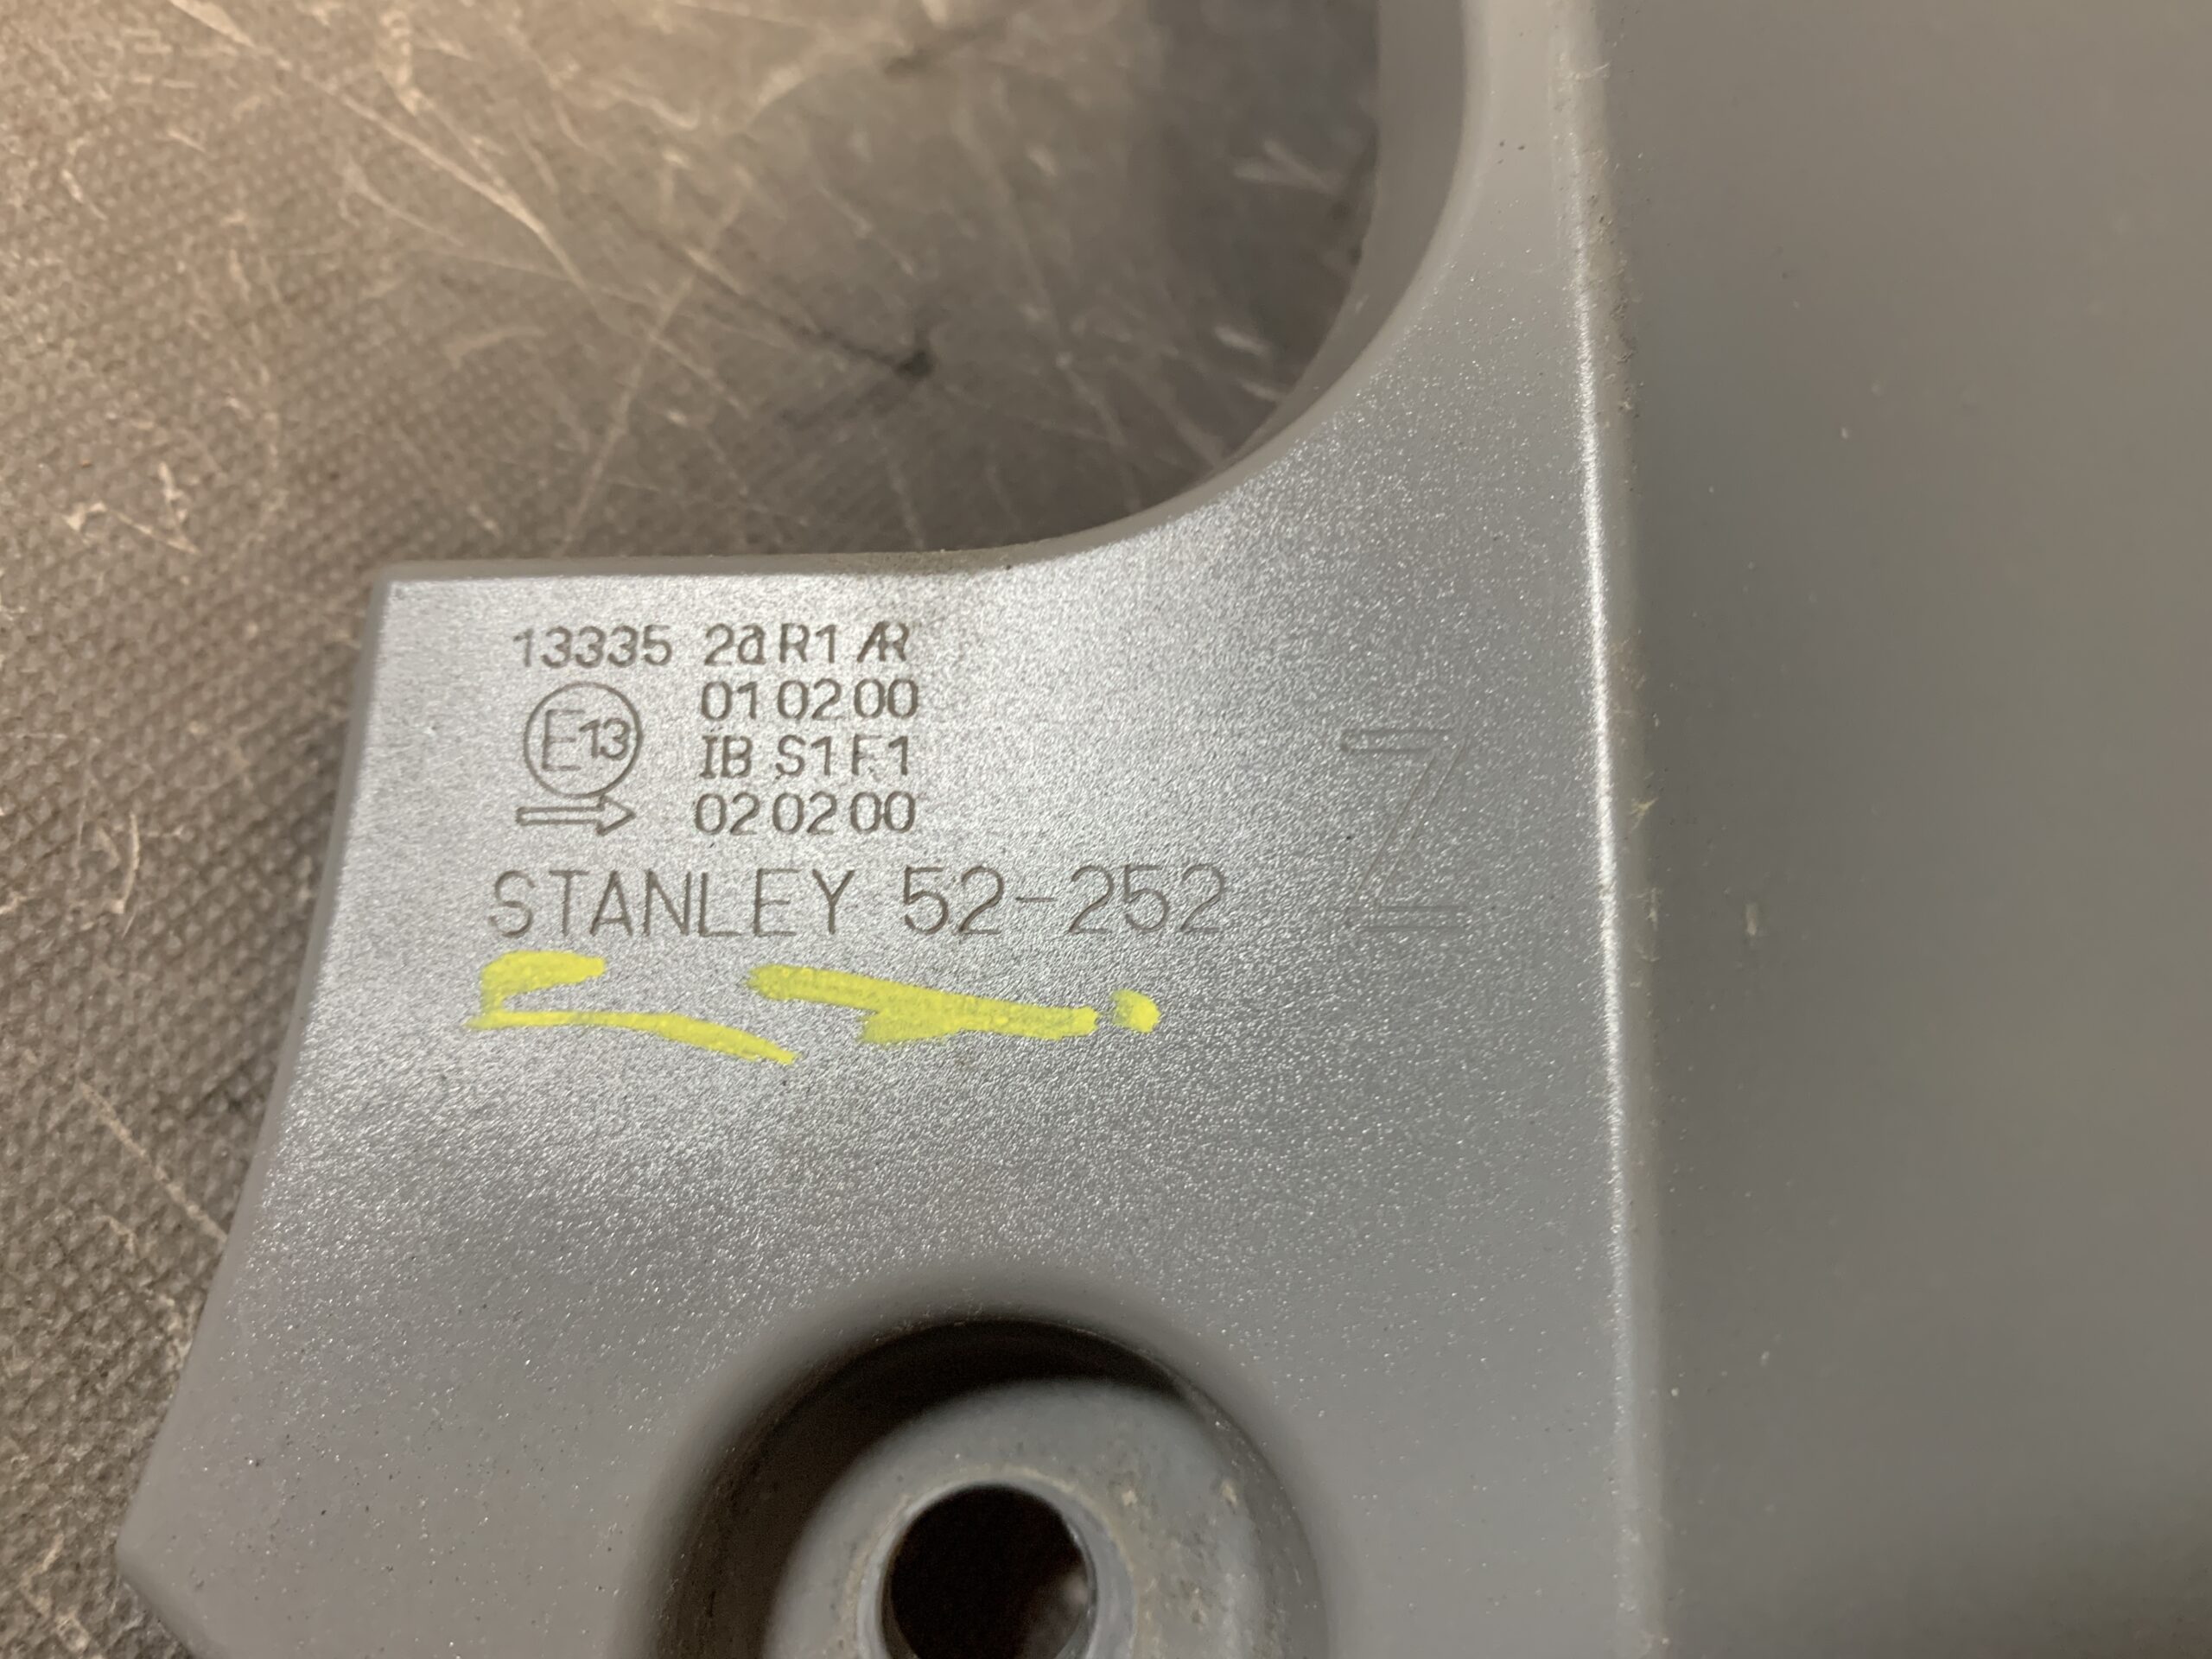 13335 2a R1 AR
01 02 00
E13 IB S1 F1
02 02 00
STANLEY 52-252
Z